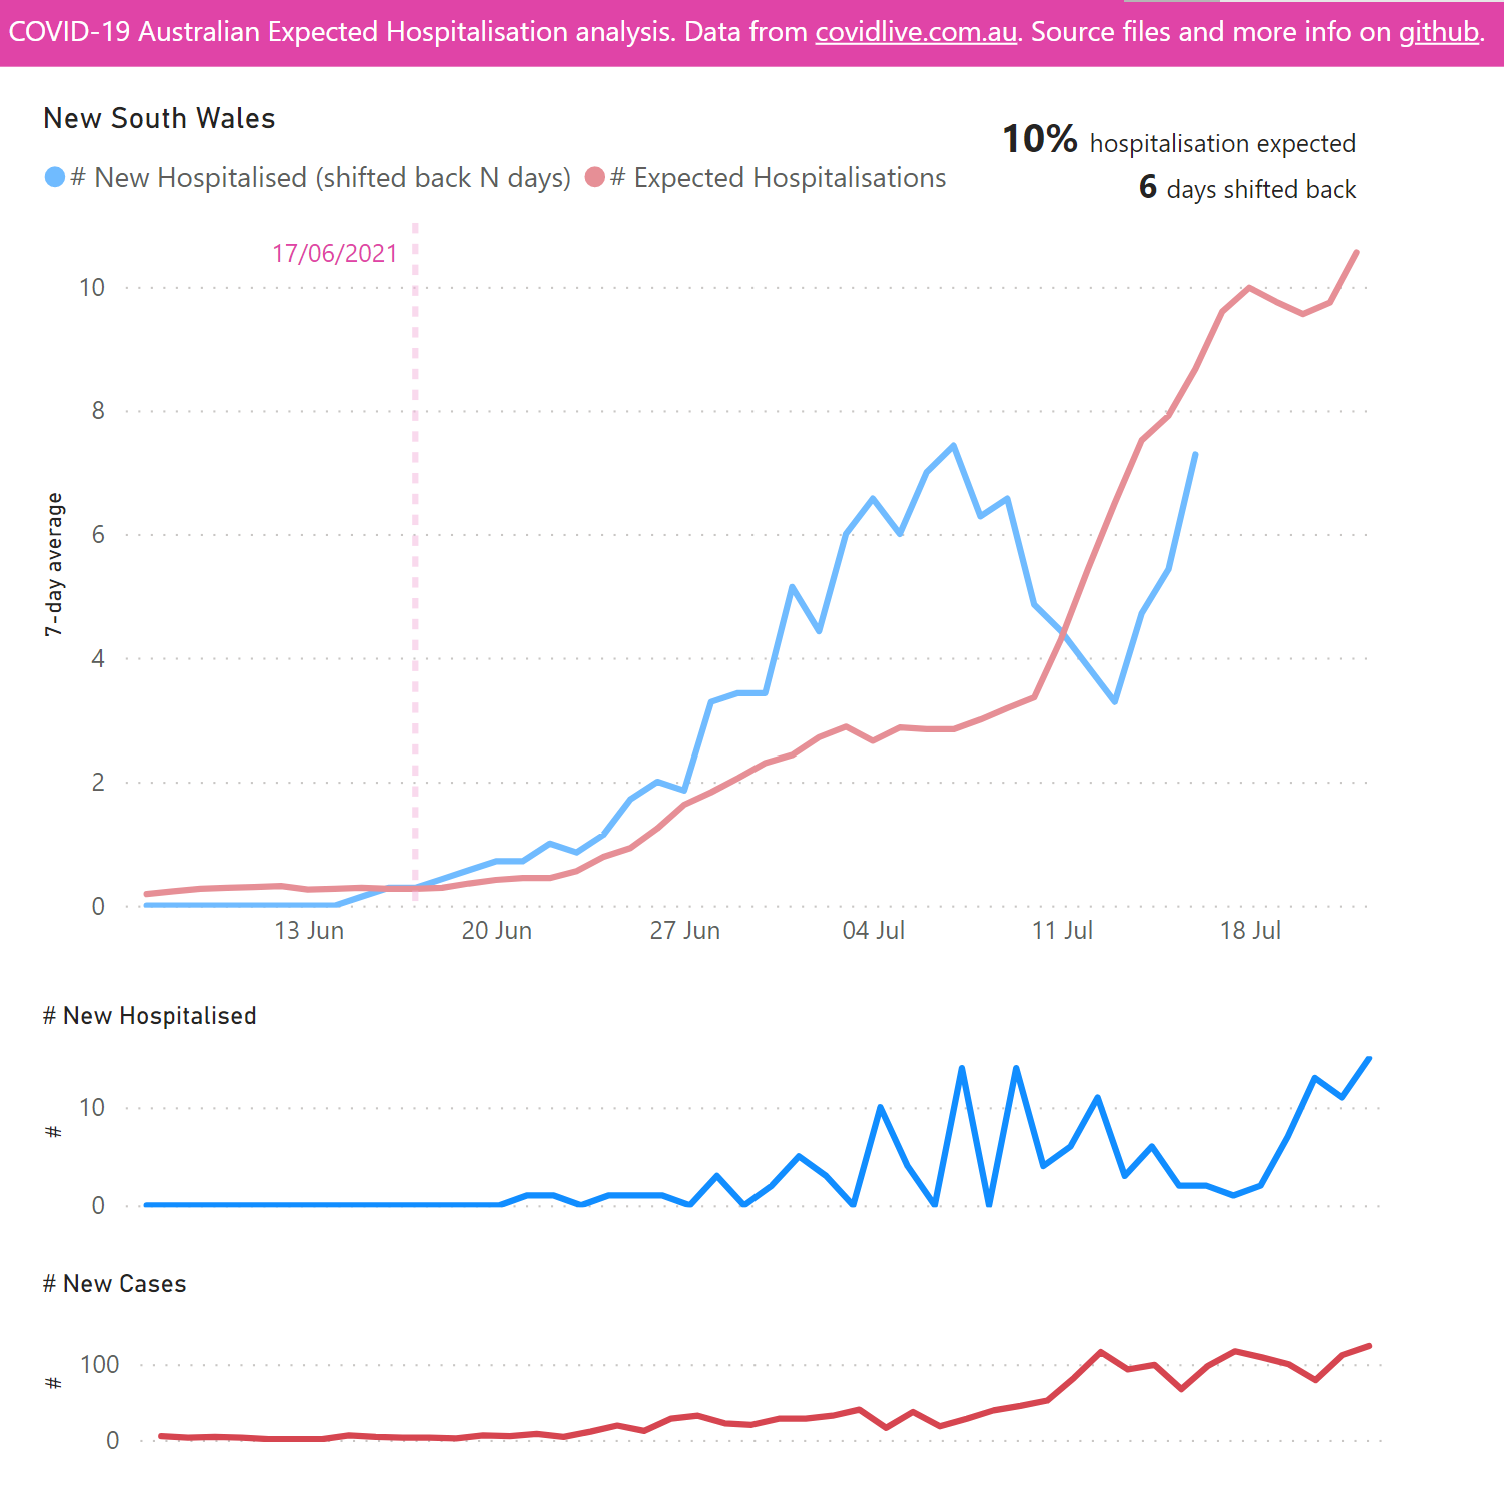 COVID-19 Australian Expected Hospitalisation analysis. Data from covidlive.com.au. Source files and more info on github.
New South Wales
10% hospitalisation expected
# New Hospitalised (shifted back N days) # Expected Hospitalisations
6 days shifted back
17/06/2021
10
8
6
4
2
0
7-day average
13 Jun 20 Jun 27 Jun 04 Jul 11 Jul 18 Jul
# New Hospitalised
10
0
#
# New Cases
100
0
#